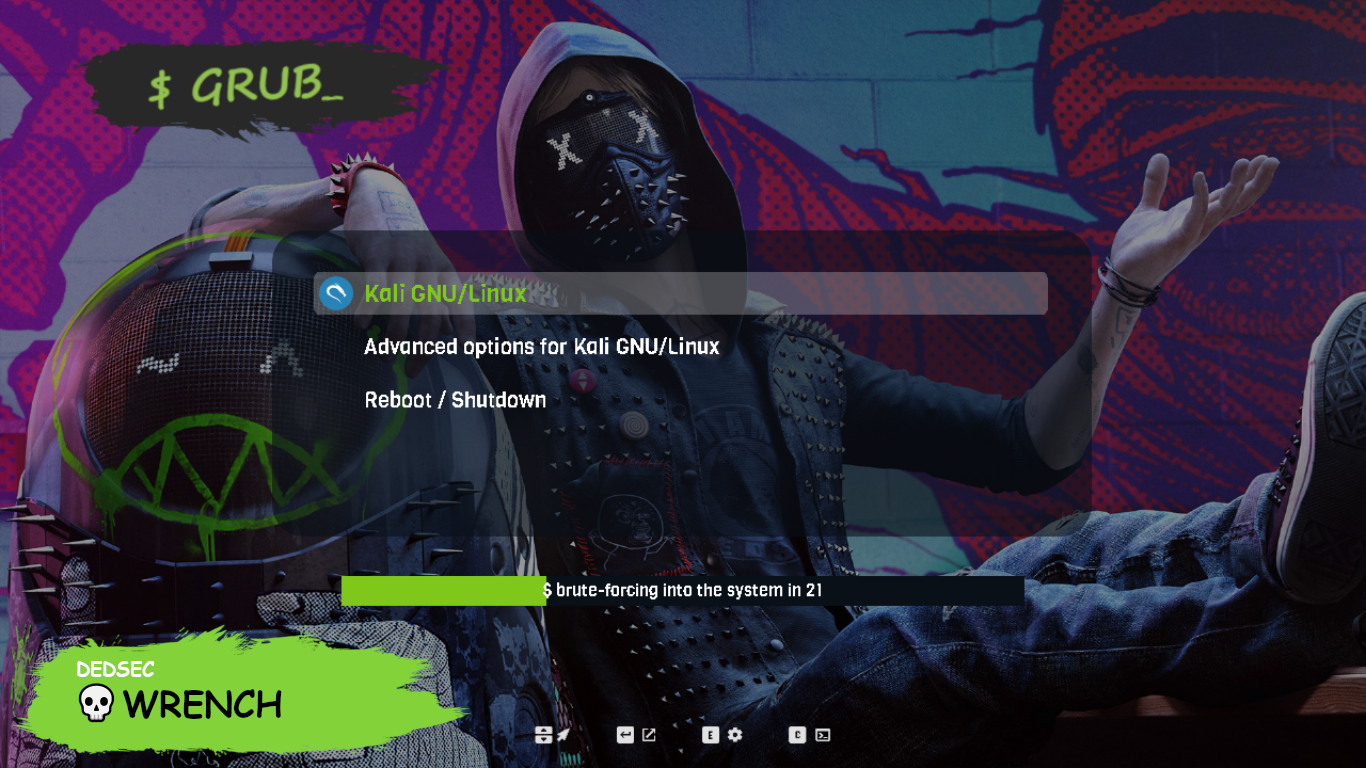 $ GRUB_
Kali GNU/Linux
Advanced options for Kali GNU/Linux
Reboot / Shutdown
$ brute-forcing into the system in 21
DEDSEC
WRENCH
E
C